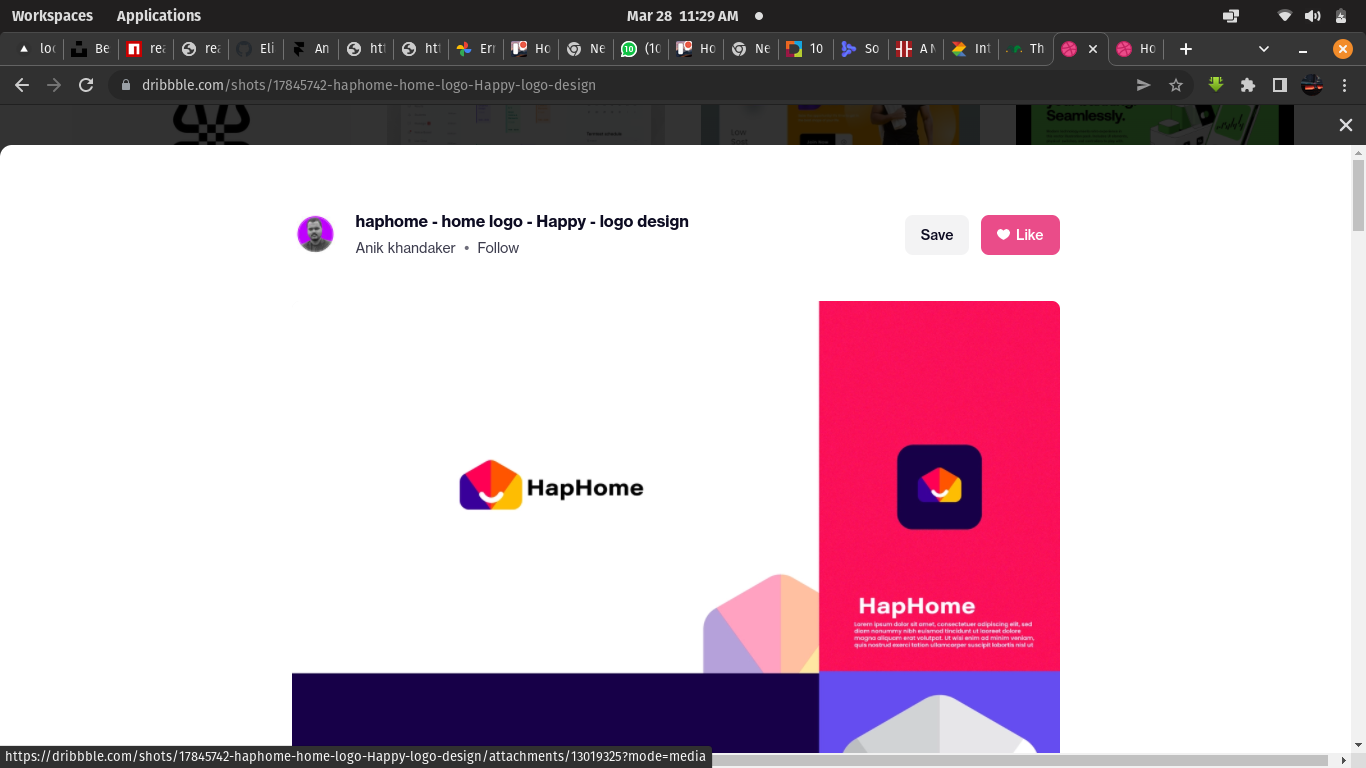 Workspaces Applications Mar 28 11:29 AM
loc Be rea rea Eli An htt htt Err Ho Ne (10 Ho Ne 10 So A N Int Th Ho
dribbble.com/shots/17845742-haphome-home-logo-Happy-logo-design
Low
Seamlessly.
haphome - home logo - Happy - logo design
Anik khandaker • Follow
Save Like
HapHome
HapHome
Lorem ipsum dolor sit amet, consectetuer adipiscing elit, sed
diam nonummy nibh euismod tincidunt ut laoreet dolore
magna aliquam erat volutpat. Ut wisi enim ad minim veniam,
quis nostrud exerci tation ullamcorper suscipit lobortis nisl ut
https://dribbble.com/shots/17845742-haphome-home-logo-Happy-logo-design/attachments/13019325?mode=media